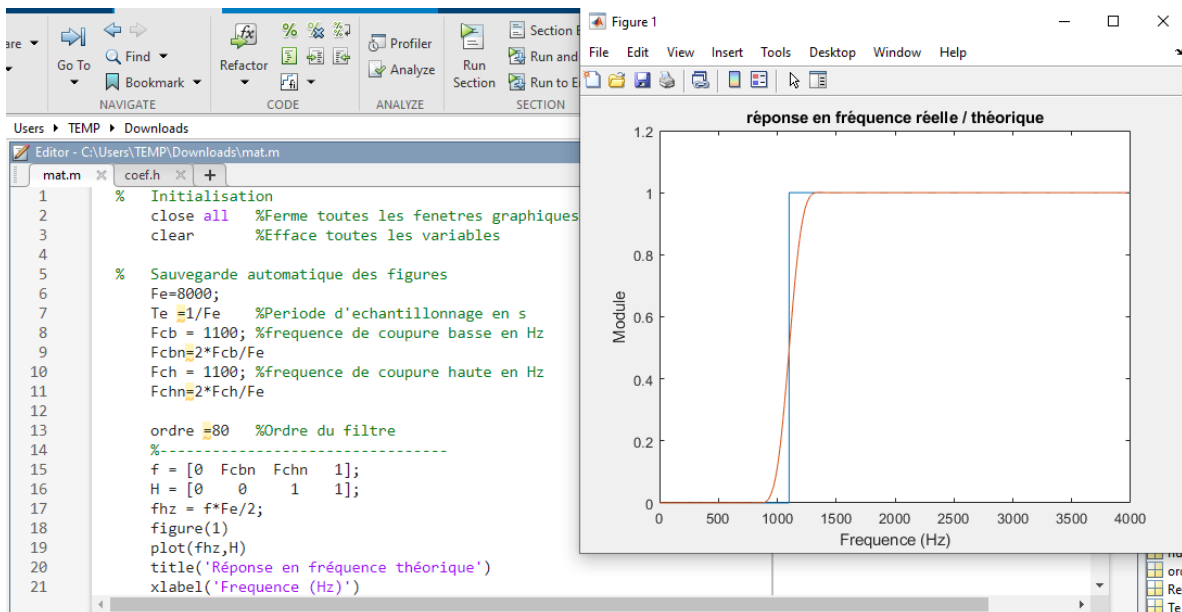 are
Go To
Find
Bookmark
NAVIGATE
Refactor
CODE
Profiler
Analyze
ANALYZE
Run
Section
Section
Run and
Run to E
SECTION
Users ▸ TEMP ▸ Downloads
Editor - C:\Users\TEMP\Downloads\mat.m
mat.m coef.h +
1 % Initialisation
2 close all %Ferme toutes les fenetres graphiques
3 clear %Efface toutes les variables
4
5 % Sauvegarde automatique des figures
6 Fe=8000;
7 Te =1/Fe %Periode d'echantillonnage en s
8 Fcb = 1100; %frequence de coupure basse en Hz
9 Fcbn=2*Fcb/Fe
10 Fch = 1100; %frequence de coupure haute en Hz
11 Fchn=2*Fch/Fe
12
13 ordre =80 %Ordre du filtre
14 %--------------------------------
15 f = [0 Fcbn Fchn 1];
16 H = [0 0 1 1];
17 fhz = f*Fe/2;
18 figure(1)
19 plot(fhz,H)
20 title('Réponse en fréquence théorique')
21 xlabel('Frequence (Hz)')
Figure 1
File Edit View Insert Tools Desktop Window Help
réponse en fréquence réelle / théorique
1.2
1
0.8
0.6
0.4
0.2
0
Module
0 500 1000 1500 2000 2500 3000 3500 4000
Frequence (Hz)
ord
Re
Te